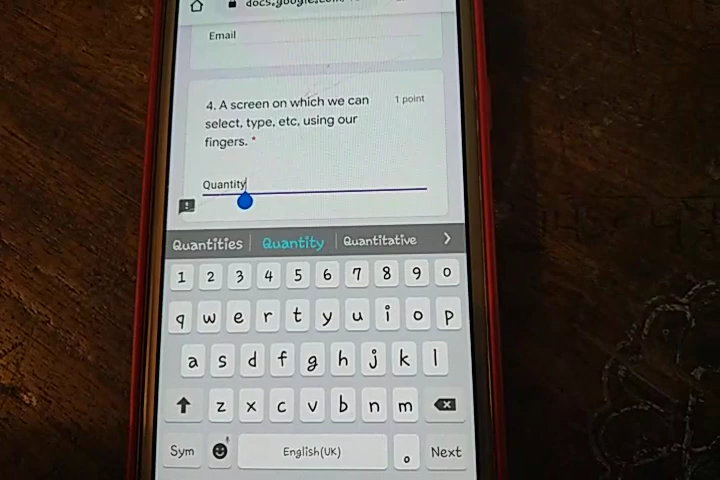 docs.google.com/
Email
4. A screen on which we can 1 point
select, type, etc, using our
fingers. *
Quantity
Quantities Quantity Quantitative >
1 2 3 4 5 6 7 8 9 0
q w e r t y u i o p
a s d f g h j k l
z x c v b n m
Sym English(UK) . Next